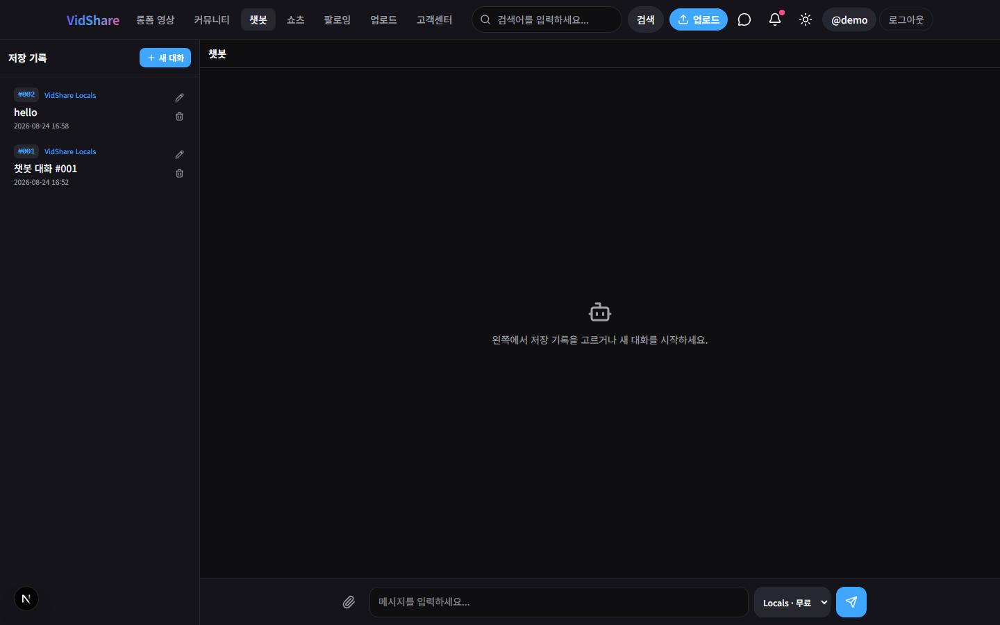 VidShare 롱폼 영상 커뮤니티 챗봇 쇼츠 팔로잉 업로드 고객센터 검색어를 입력하세요... 검색 업로드 @demo 로그아웃
저장 기록 + 새 대화
챗봇
#002 VidShare Locals
hello
2026-08-24 16:58
#001 VidShare Locals
챗봇 대화 #001
2026-08-24 16:52
왼쪽에서 저장 기록을 고르거나 새 대화를 시작하세요.
N
메시지를 입력하세요... Locals · 무료